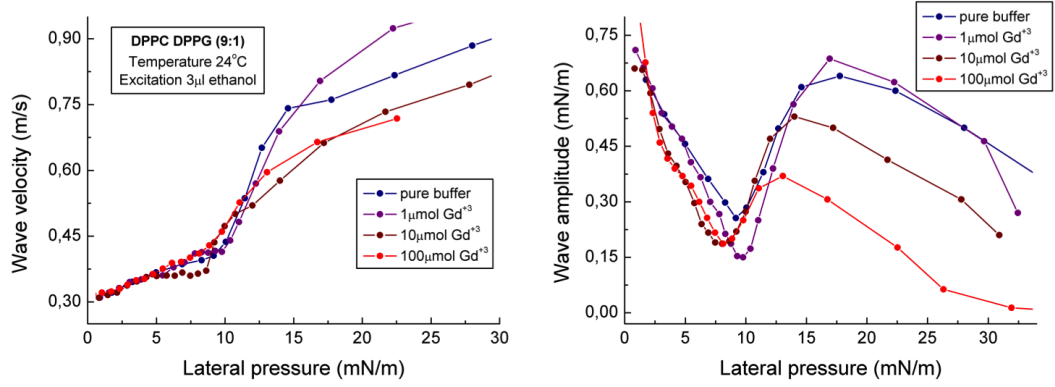 0,90
0,75
0,60
0,45
0,30
Wave velocity (m/s)
DPPC DPPG (9:1)
Temperature 24°C
Excitation 3μl ethanol
pure buffer
1μmol Gd+3
10μmol Gd+3
100μmol Gd+3
0 5 10 15 20 25 30
Lateral pressure (mN/m)
0,75
0,60
0,45
0,30
0,15
0,00
Wave amplitude (mN/m)
pure buffer
1μmol Gd+3
10μmol Gd+3
100μmol Gd+3
0 5 10 15 20 25 30
Lateral pressure (mN/m)